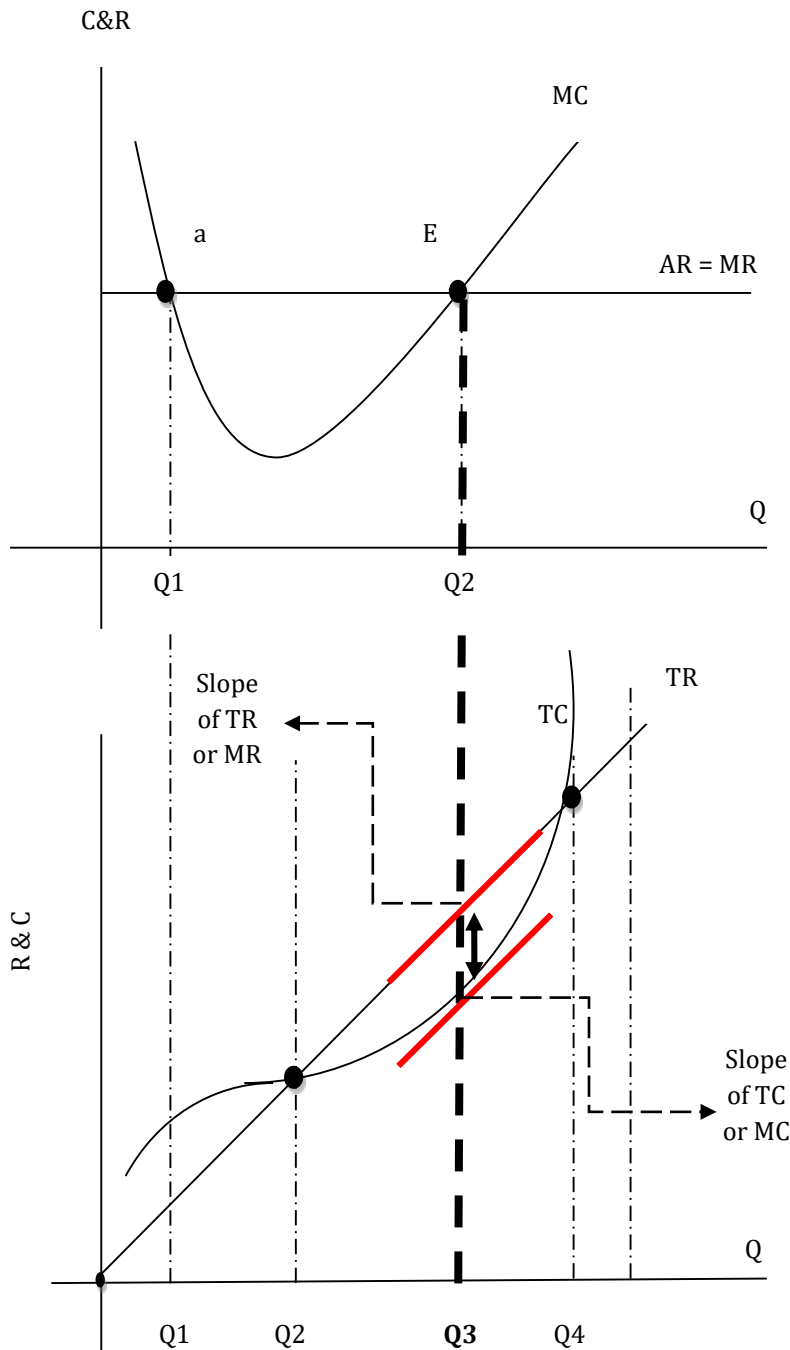 C&R
MC
a
E
AR = MR
Q
Q1
Q2
Slope
of TR
or MR
TC
TR
R & C
Slope
of TC
or MC
Q
Q1
Q2
Q3
Q4